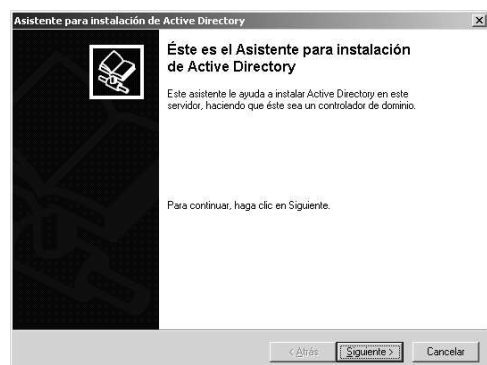 Asistente para instalación de Active Directory
Éste es el Asistente para instalación
de Active Directory
Este asistente le ayuda a instalar Active Directory en este
servidor, haciendo que éste sea un controlador de dominio.
Para continuar, haga clic en Siguiente.
< Atrás Siguiente > Cancelar